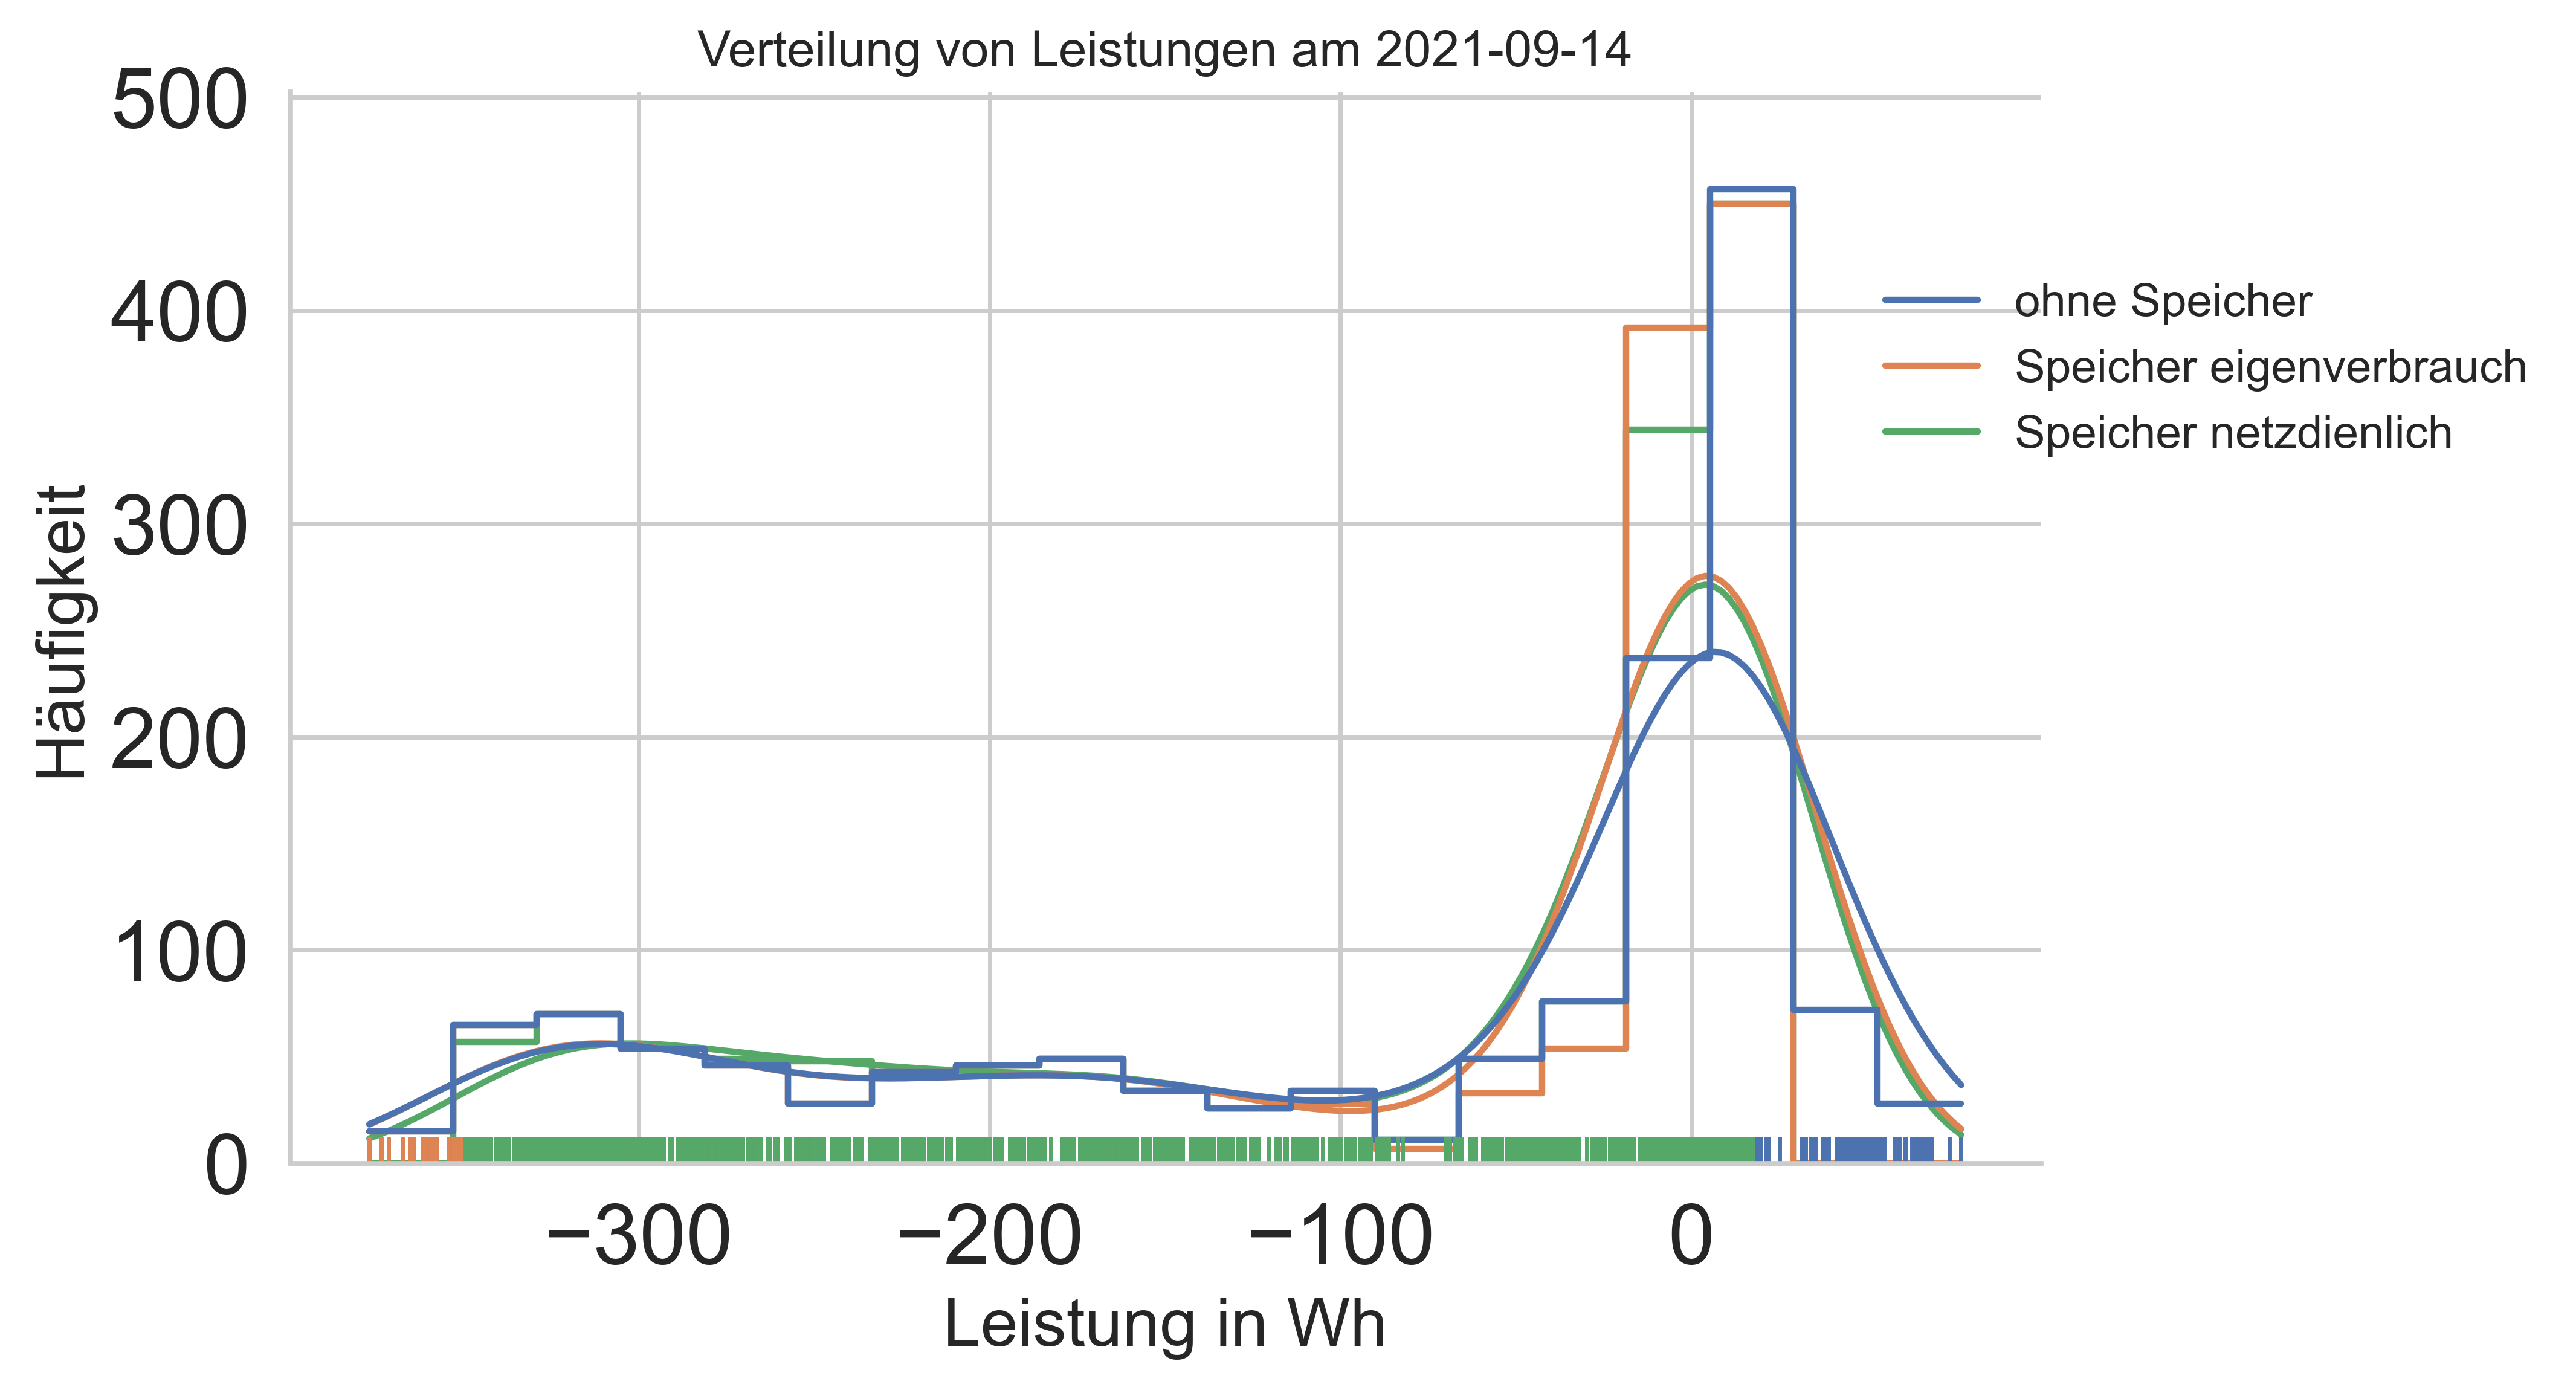 Verteilung von Leistungen am 2021-09-14
500
400
300
200
100
0
Häufigkeit
ohne Speicher
Speicher eigenverbrauch
Speicher netzdienlich
−300 −200 −100 0
Leistung in Wh